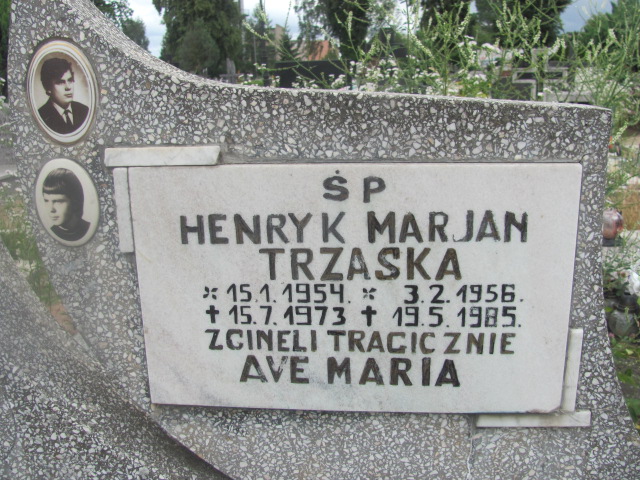 ŚP
HENRYK MARJAN
TRZASKA
* 15.1.1954. * 3.2.1956.
✝ 15.7.1973 ✝ 19.5.1985.
ZGINELI TRAGICZNIE
AVE MARIA